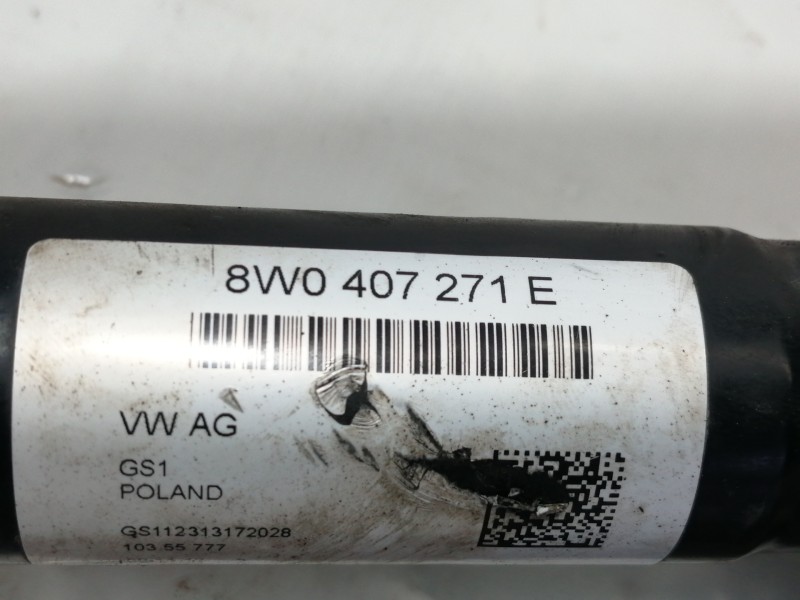 8W0 407 271 E
VW AG
GS1
POLAND
GS112313172028
103.55 777